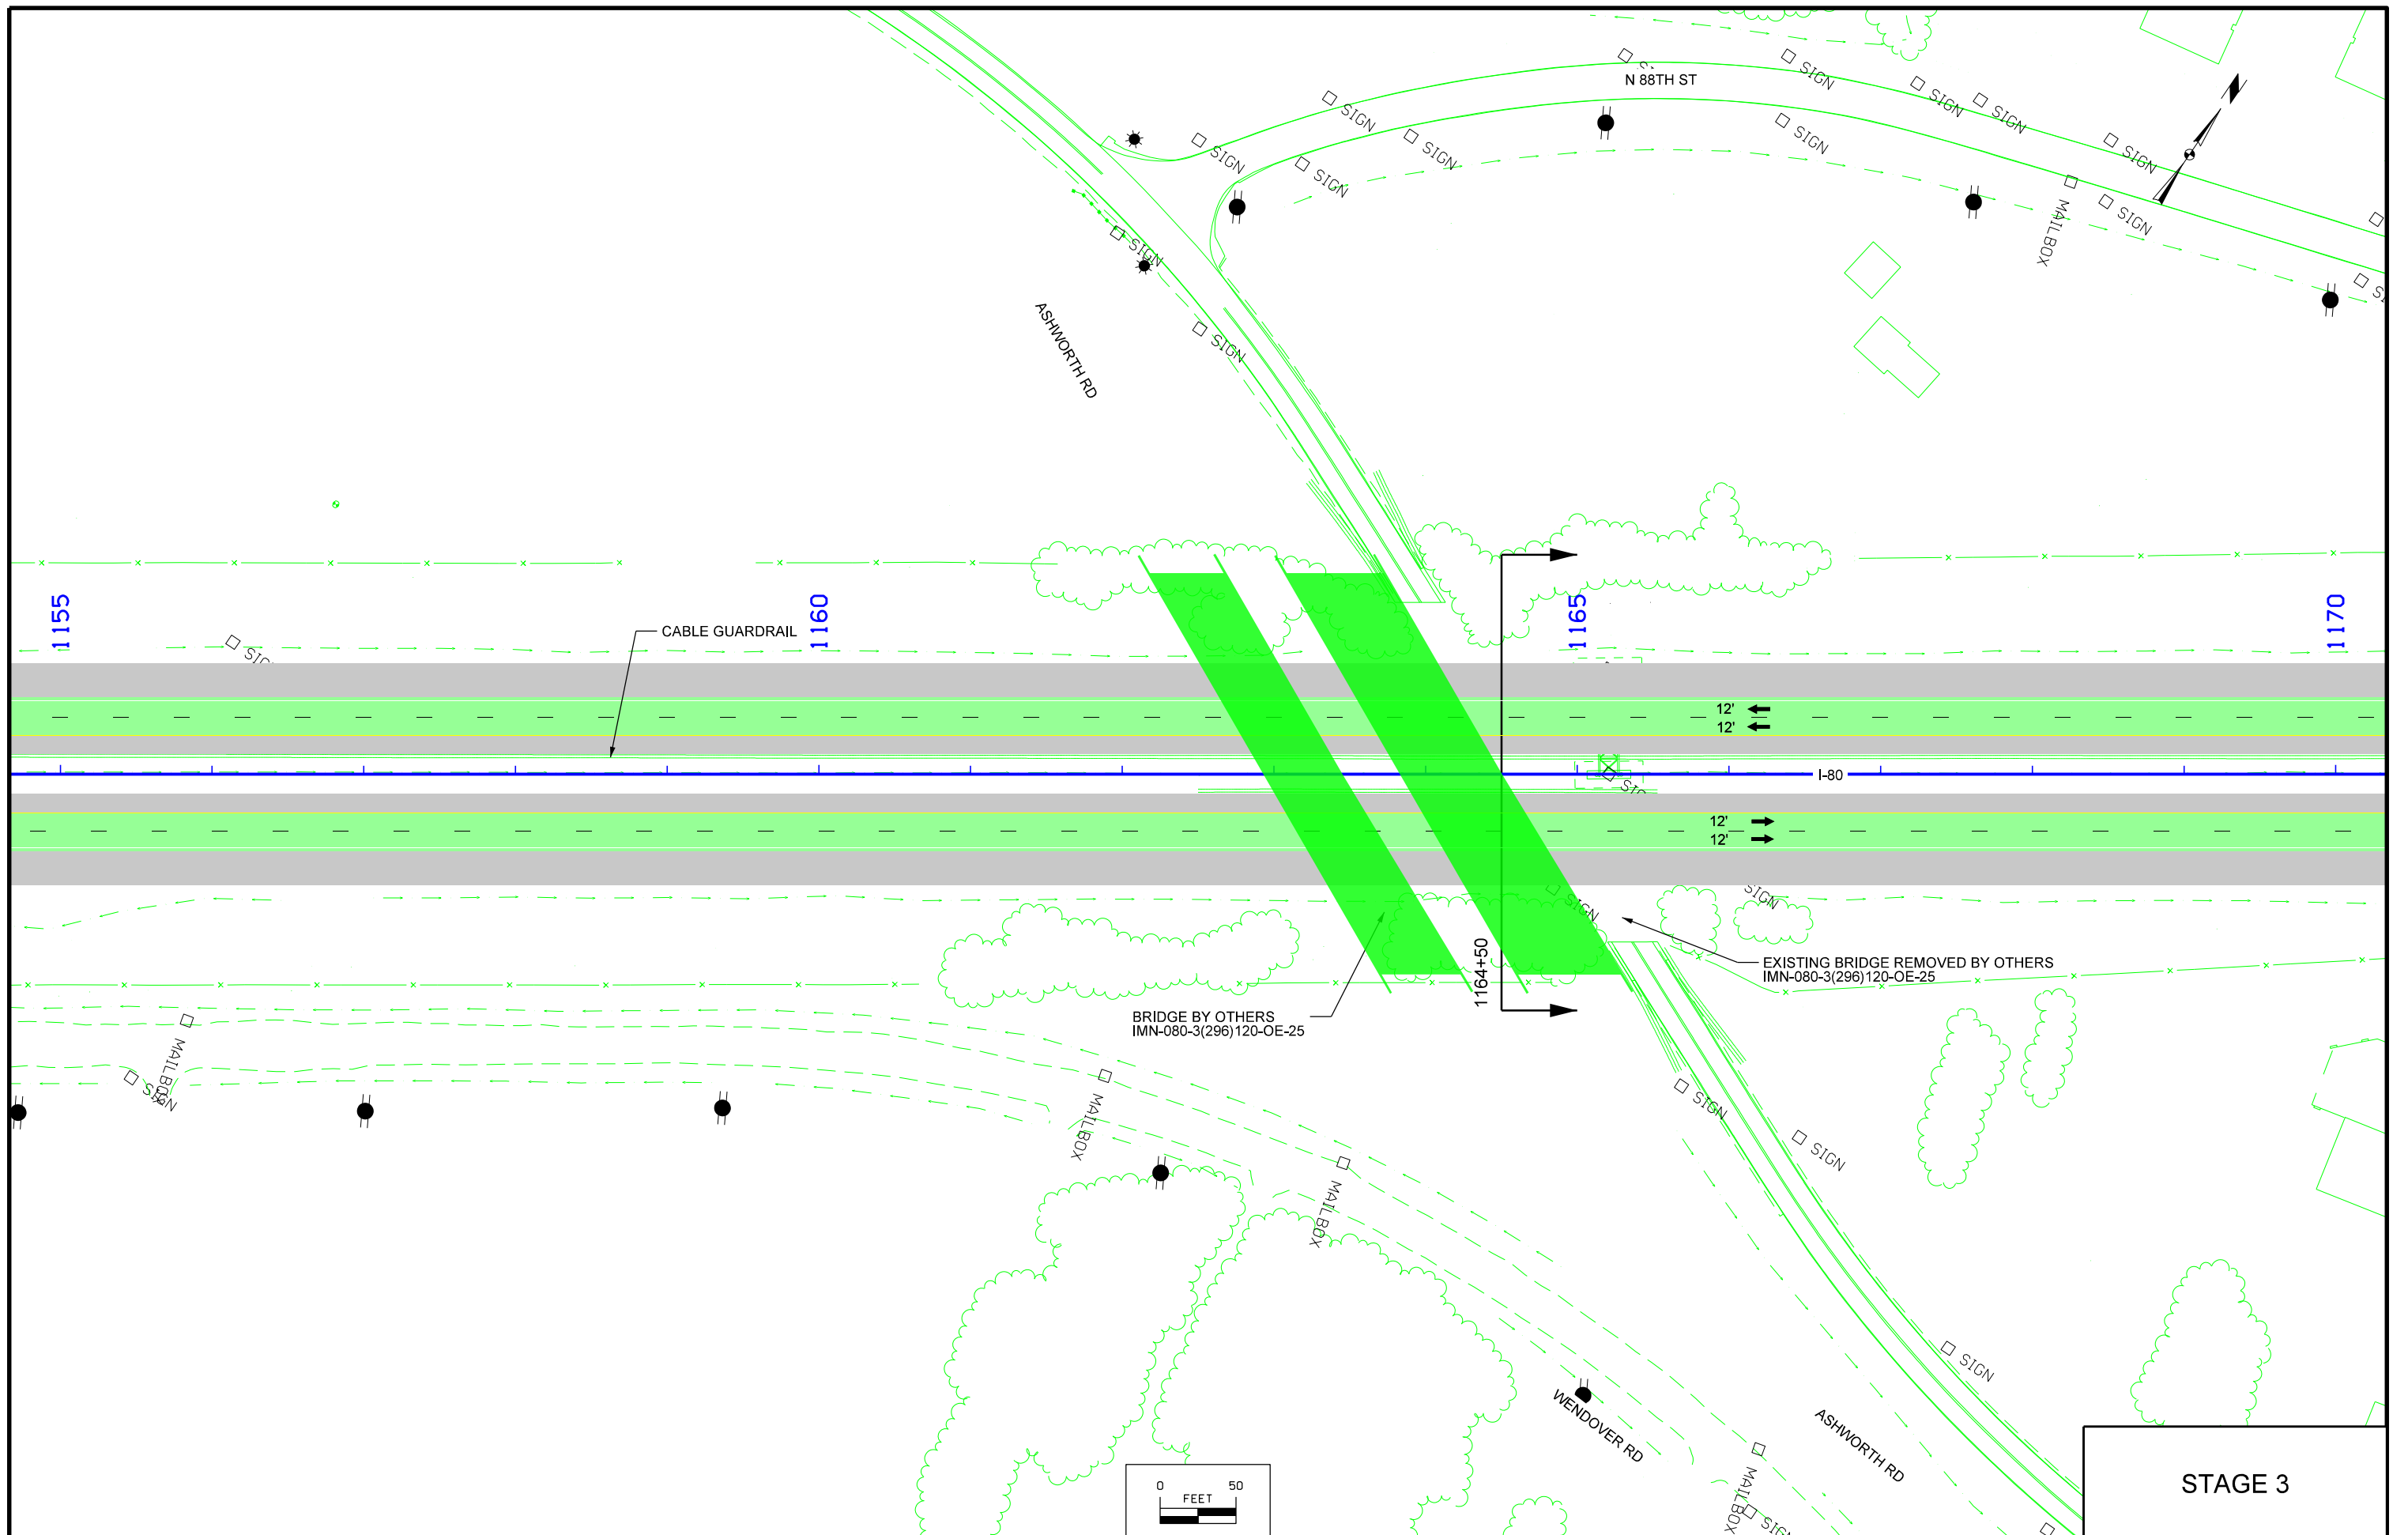 N 88TH ST
SIGN
SIGN
SIGN
SIGN
SIGN
SIGN
SIGN
SIGN
SIGN
SIGN
SIGN
MAILBOX
SIGN
SIGN
N
ASHWORTH RD
1155
1160
1165
1170
CABLE GUARDRAIL
12'
12'
I-80
12'
12'
SIGN
SIGN
1164+50
EXISTING BRIDGE REMOVED BY OTHERS
IMN-080-3(296)120-OE-25
BRIDGE BY OTHERS
IMN-080-3(296)120-OE-25
MAILBOX
SIGN
MAILBOX
MAILBOX
SIGN
SIGN
SIGN
WENDOVER RD
ASHWORTH RD
MAILBOX
0 50
FEET
STAGE 3